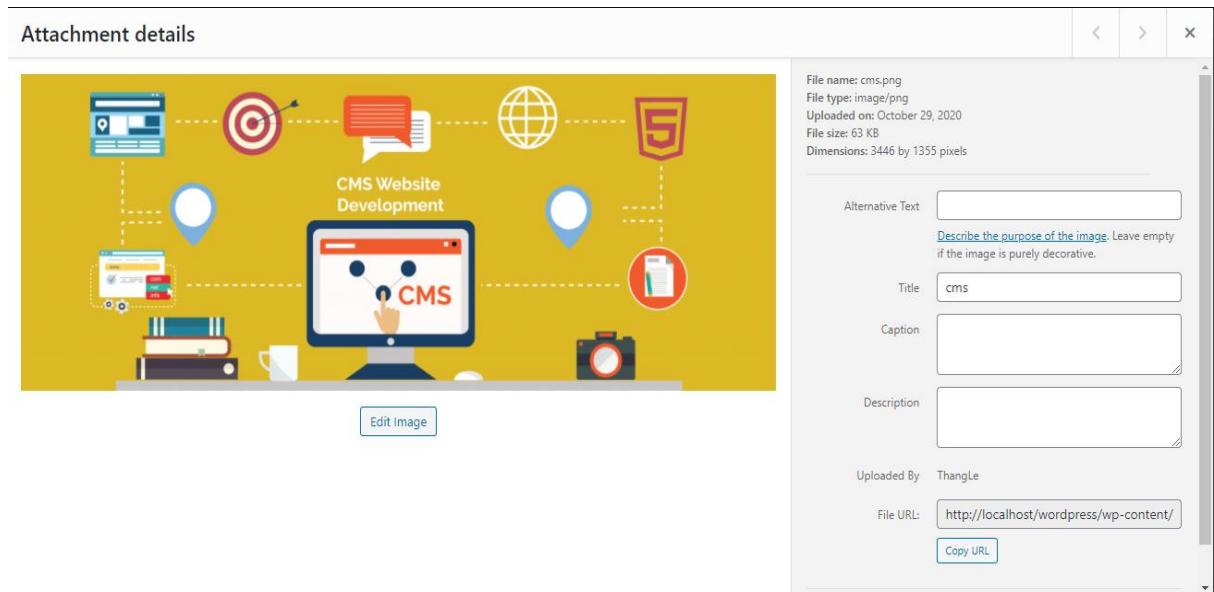 Attachment details
File name: cms.png
File type: image/png
Uploaded on: October 29, 2020
File size: 63 KB
Dimensions: 3446 by 1355 pixels
CMS Website
Development
CMS
Edit Image
Alternative Text
Describe the purpose of the image. Leave empty
if the image is purely decorative.
Title cms
Caption
Description
Uploaded By ThangLe
File URL: http://localhost/wordpress/wp-content/
Copy URL